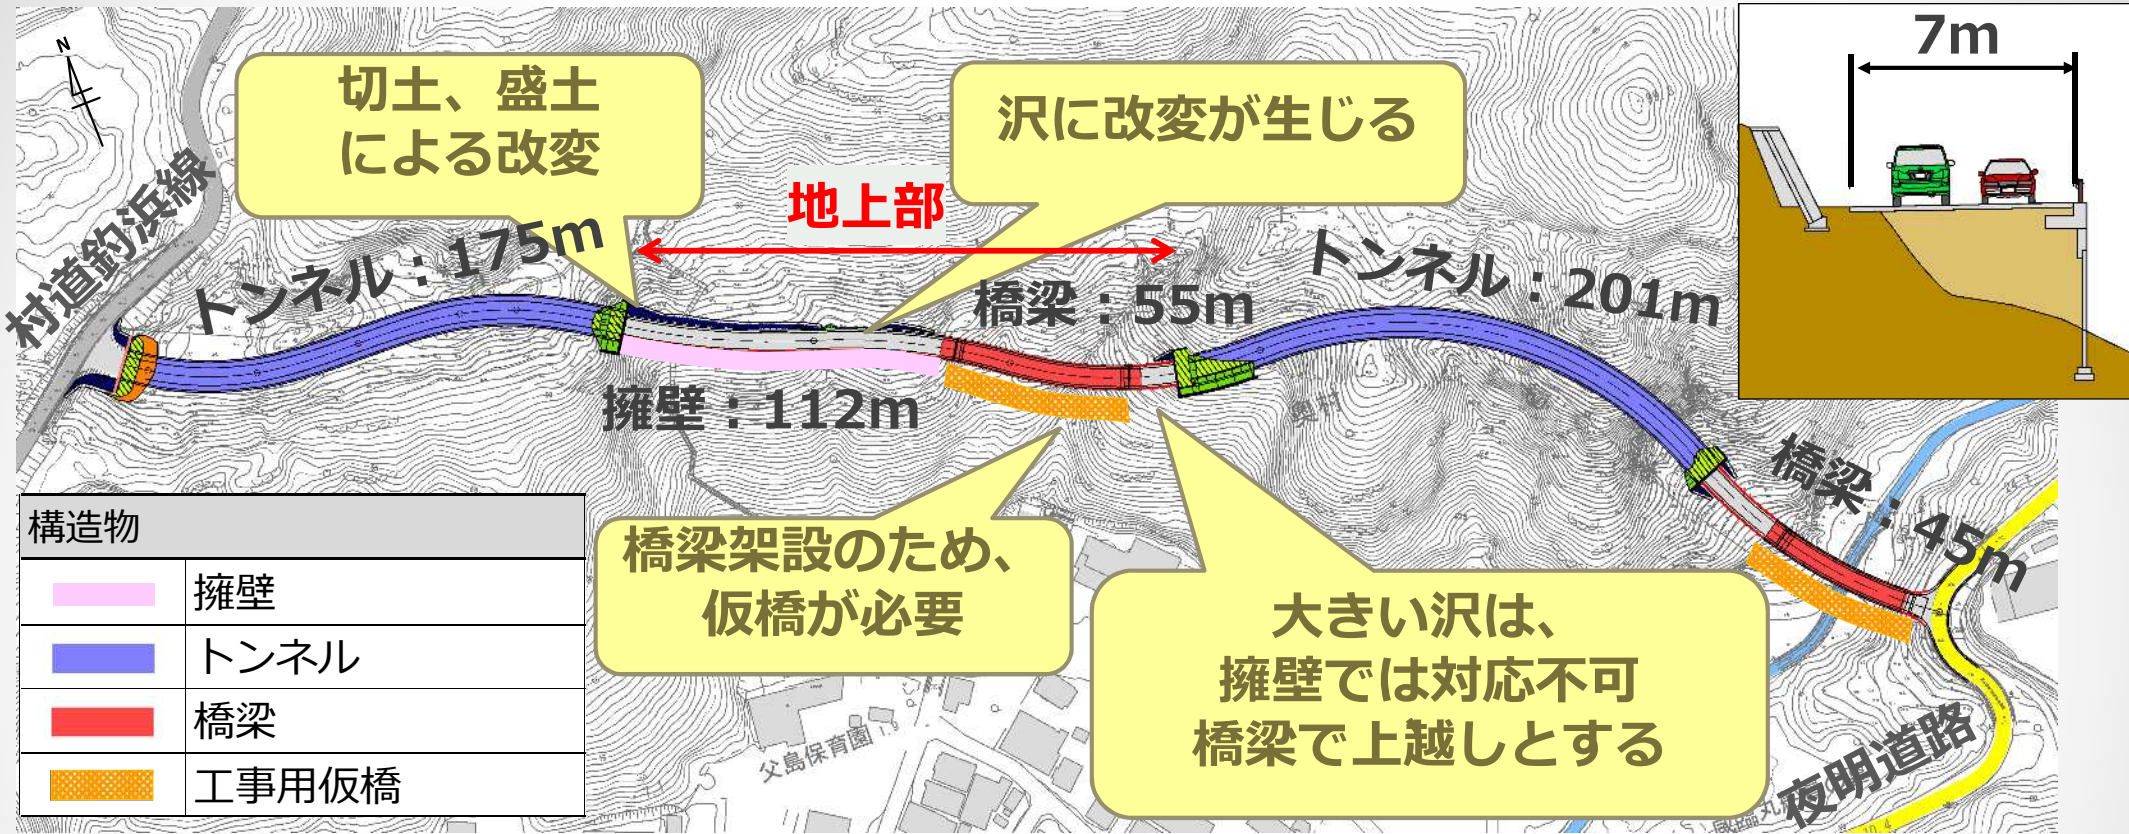 N
切土、盛土
による改変
沢に改変が生じる
7m
地上部
村道釣浜線
トンネル：175m
橋梁：55m
トンネル：201m
擁壁：112m
奥村
橋梁：45m
構造物
擁壁
トンネル
橋梁
工事用仮橋
橋梁架設のため、
仮橋が必要
大きい沢は、
擁壁では対応不可
橋梁で上越しとする
父島保育園
夜明道路
10.4